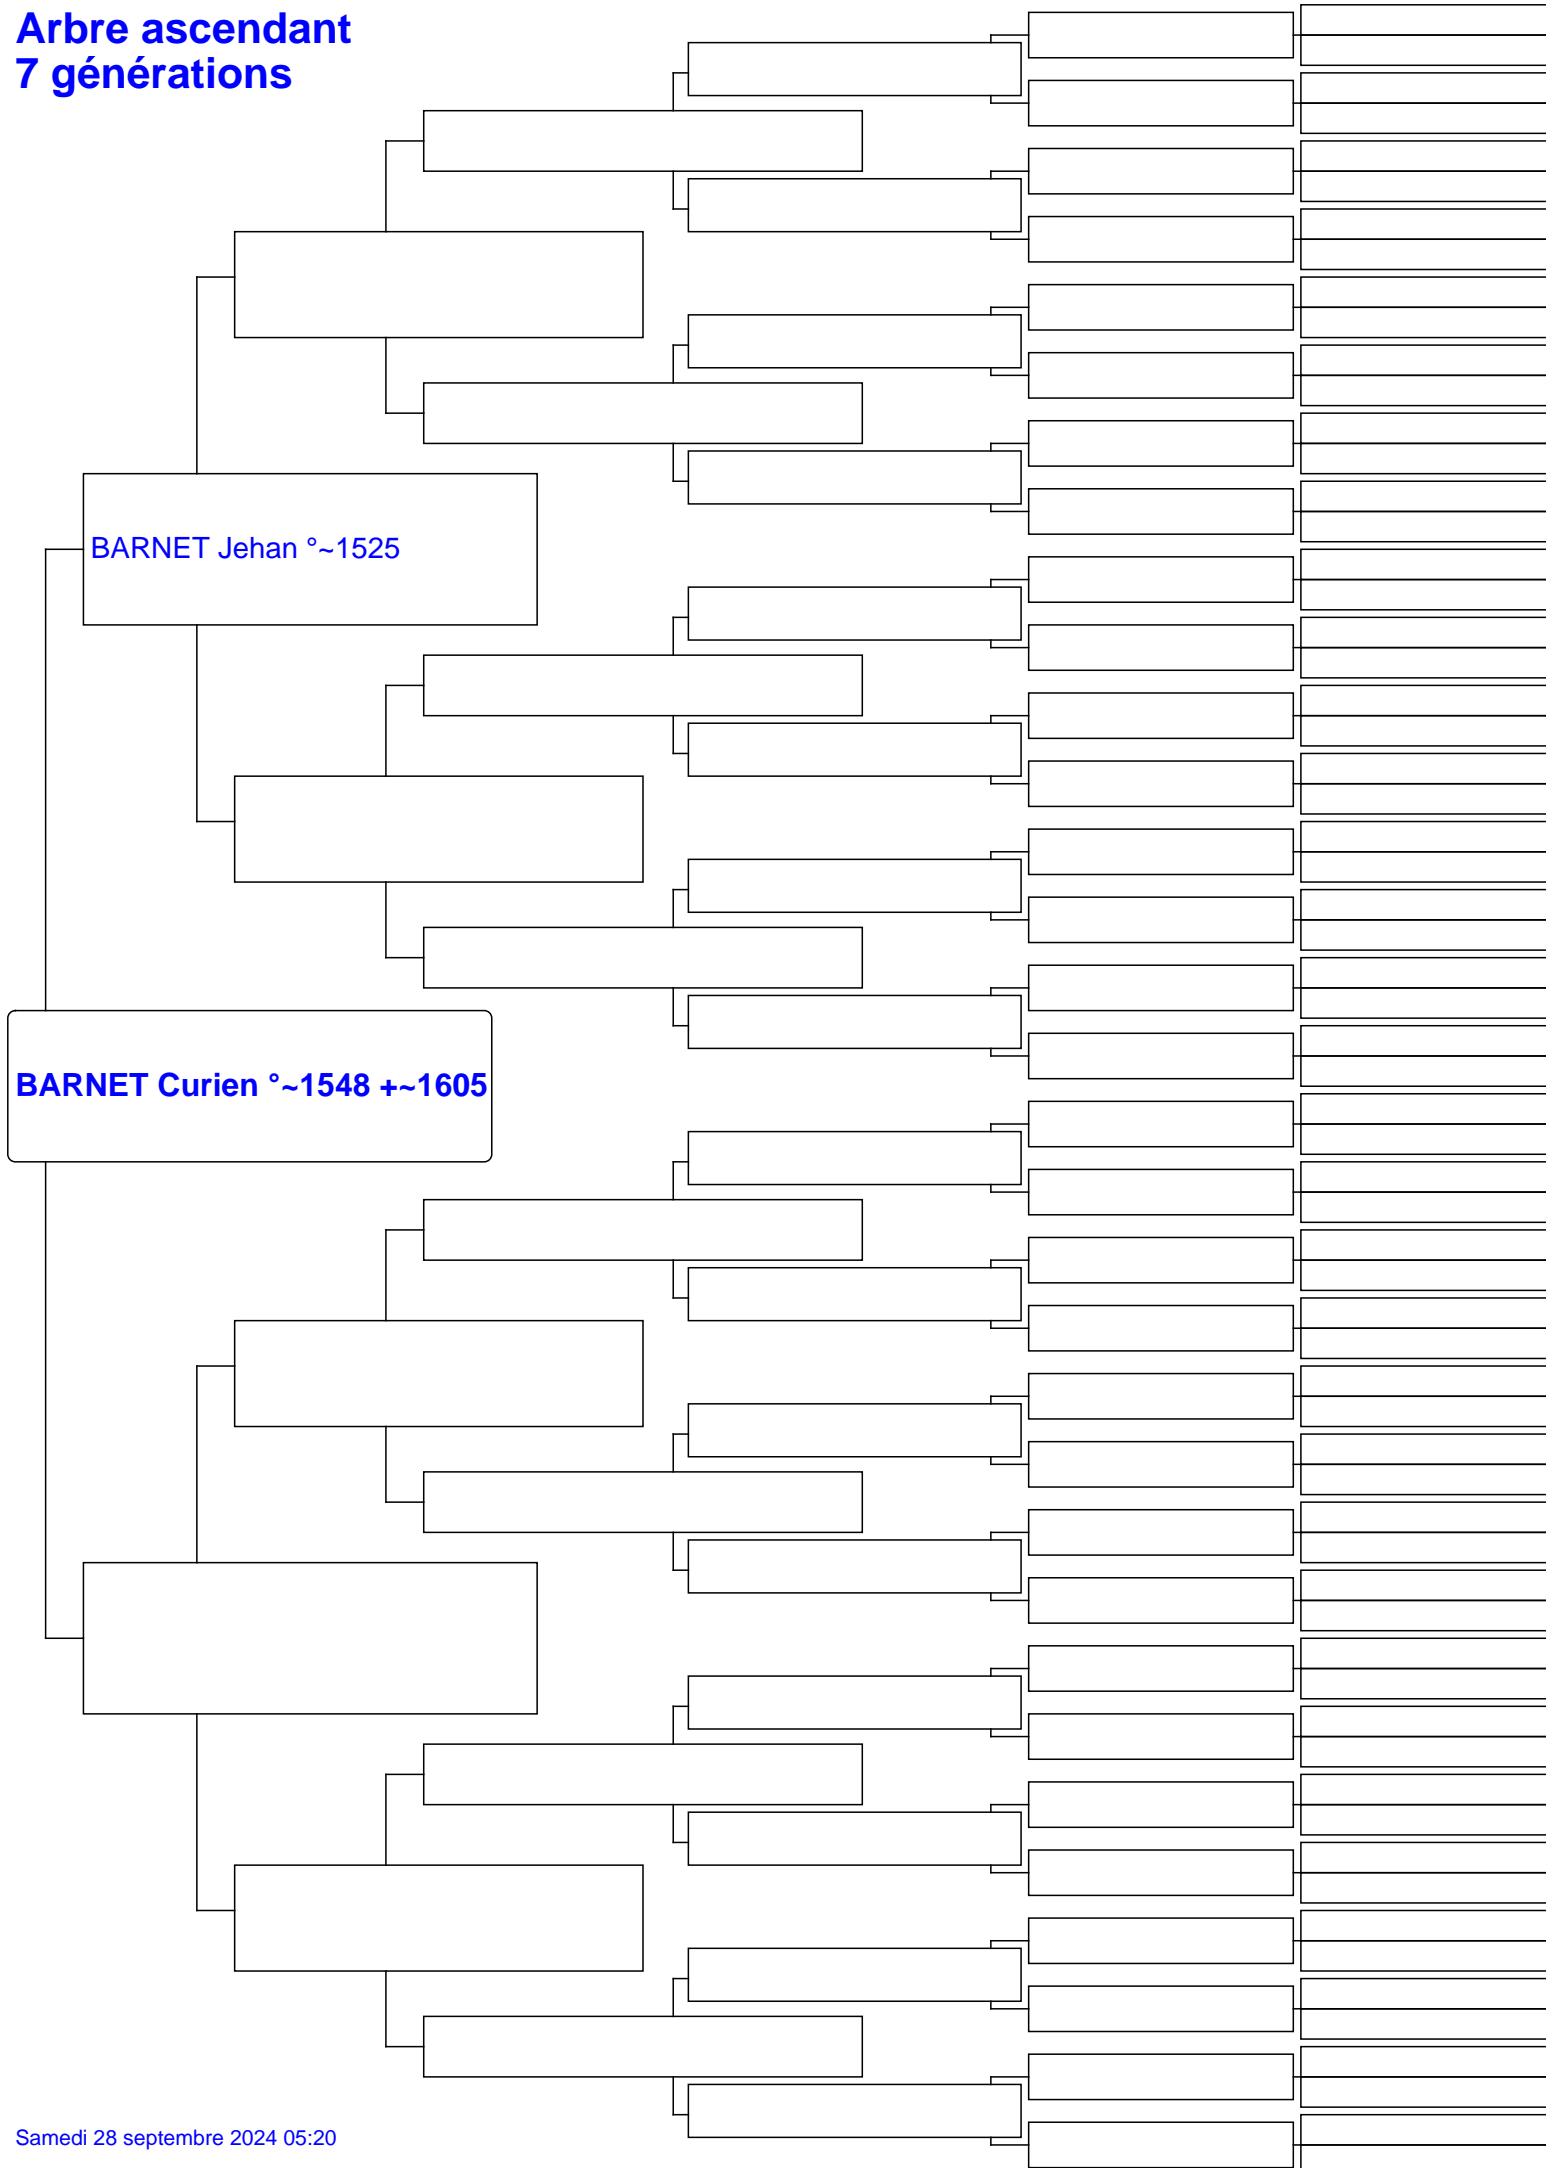 Arbre ascendant
7 générations
BARNET Jehan °~1525
BARNET Curien °~1548 +~1605
Samedi 28 septembre 2024 05:20